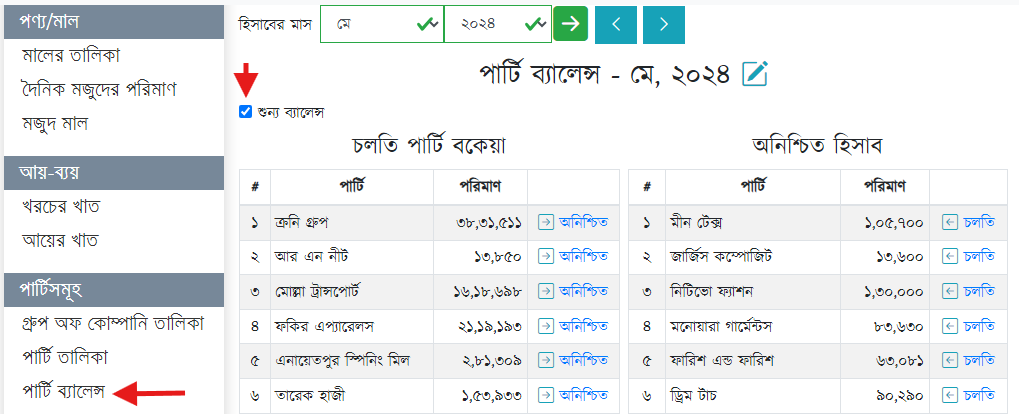 পণ্য/মাল
মালের তালিকা
দৈনিক মজুদের পরিমাণ
মজুদ মাল
আয়-ব্যয়
খরচের খাত
আয়ের খাত
পার্টিসমূহ
গ্রুপ অফ কোম্পানি তালিকা
পার্টি তালিকা
পার্টি ব্যালেন্স
হিসাবের মাস মে ২০২৪
পার্টি ব্যালেন্স - মে, ২০২৪
শুন্য ব্যালেন্স
চলতি পার্টি বকেয়া
# পার্টি পরিমাণ
১ ক্রনি গ্রুপ ৩৮,৩১,৫১১ অনিশ্চিত
২ আর এন নীট ১৩,৮৫০ অনিশ্চিত
৩ মোল্লা ট্রান্সপোর্ট ১৬,১৮,৬৯৮ অনিশ্চিত
৪ ফকির এপ্যারেলস ২১,১৯,১৯৩ অনিশ্চিত
৫ এনায়েতপুর স্পিনিং মিল ২,৮১,৩০৯ অনিশ্চিত
৬ তারেক হাজী ১,৫৩,৯৩৩ অনিশ্চিত
অনিশ্চিত হিসাব
# পার্টি পরিমাণ
১ মীন টেক্স ১,০৫,৭০০ চলতি
২ জার্জিস কম্পোজিট ১৩,৬০০ চলতি
৩ নিটিভো ফ্যাশন ১,৩০,০০০ চলতি
৪ মনোয়ারা গার্মেন্টস ৮৩,৬৩০ চলতি
৫ ফারিশ এন্ড ফারিশ ৬৩,০৮১ চলতি
৬ ড্রিম টাচ ৯০,২৯০ চলতি